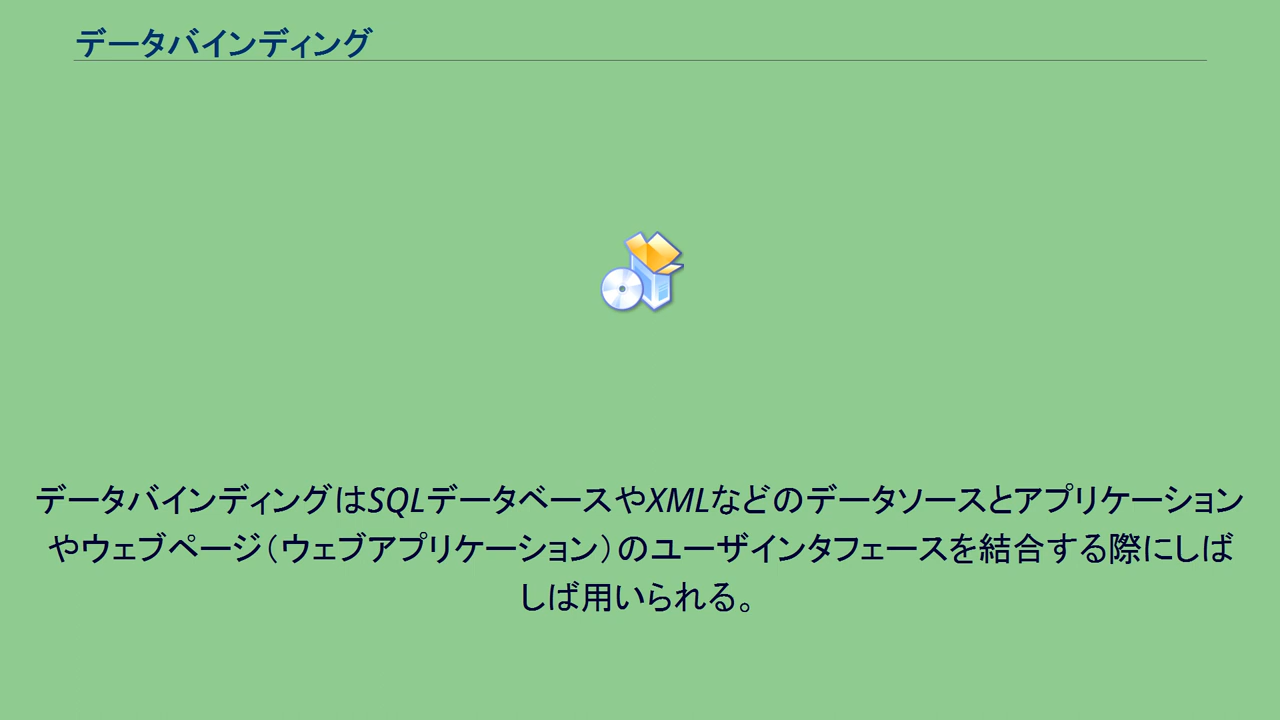 データバインディング
データバインディングはSQLデータベースやXMLなどのデータソースとアプリケーション
やウェブページ（ウェブアプリケーション）のユーザインタフェースを結合する際にしば
しば用いられる。